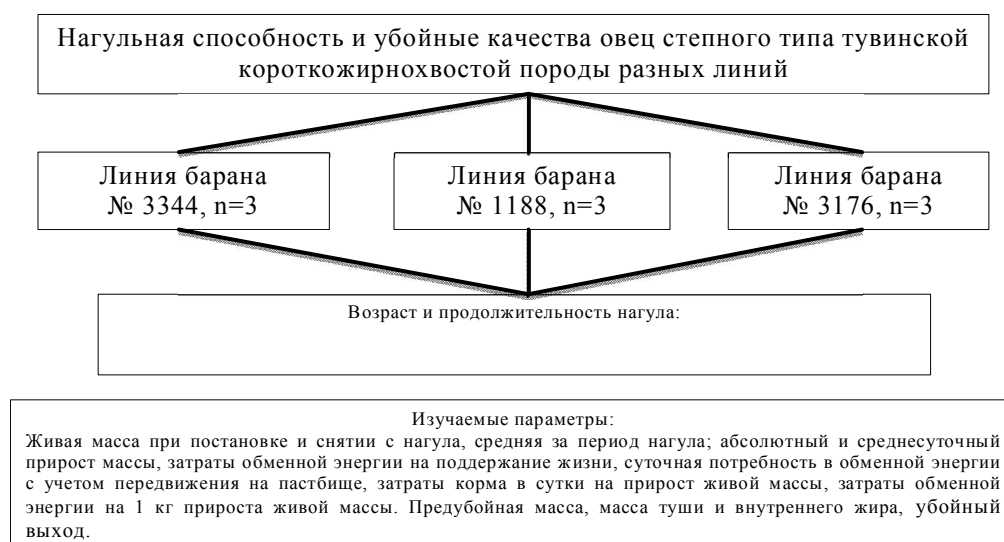 Нагульная способность и убойные качества овец степного типа тувинской
короткожирнохвостой породы разных линий
Линия барана
№ 3344, n=3
Линия барана
№ 1188, n=3
Линия барана
№ 3176, n=3
Возраст и продолжительность нагула:
Изучаемые параметры:
Живая масса при постановке и снятии с нагула, средняя за период нагула; абсолютный и среднесуточный
прирост массы, затраты обменной энергии на поддержание жизни, суточная потребность в обменной энергии
с учетом передвижения на пастбище, затраты корма в сутки на прирост живой массы, затраты обменной
энергии на 1 кг прироста живой массы. Предубойная масса, масса туши и внутреннего жира, убойный
выход.